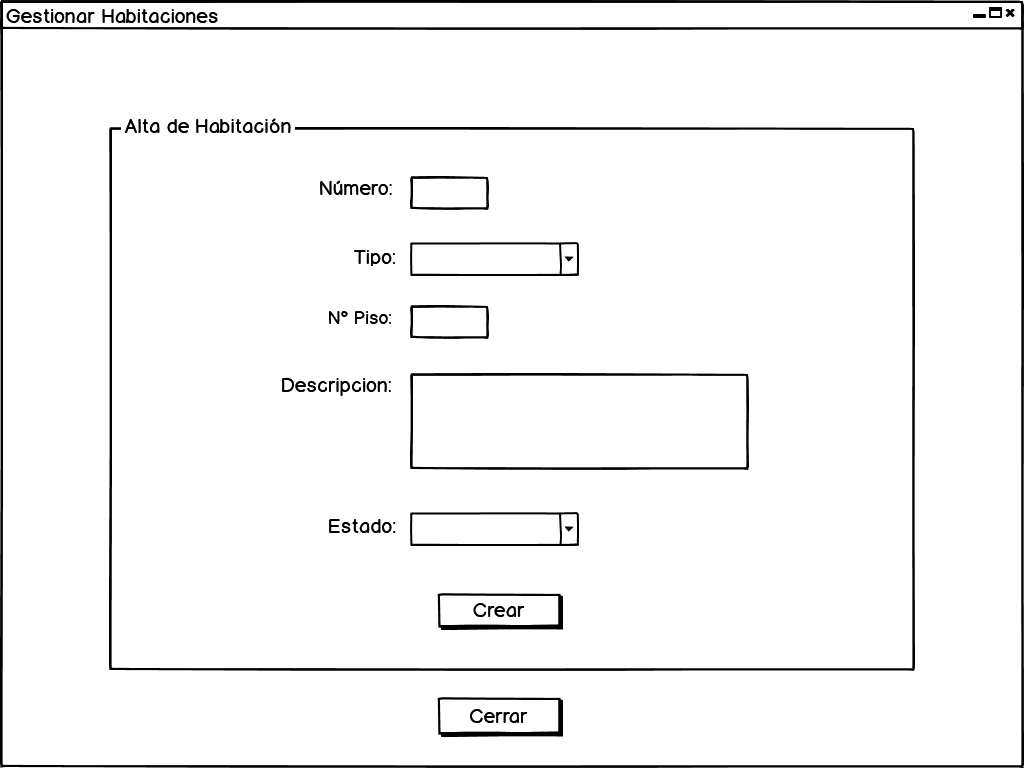 Gestionar Habitaciones
Alta de Habitación
Número:
Tipo:
Nº Piso:
Descripcion:
Estado:
Crear
Cerrar